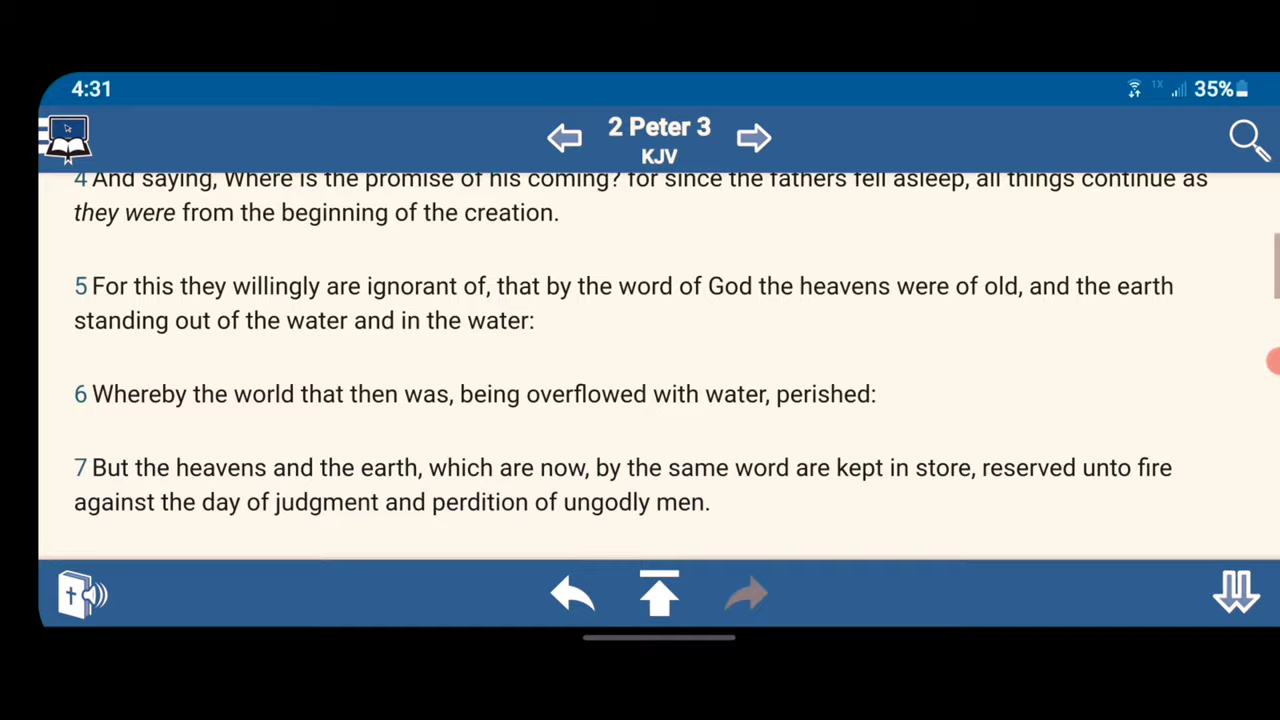 4:31
1X
35%
2 Peter 3
KJV
4 And saying, Where is the promise of his coming? for since the fathers fell asleep, all things continue as
they were from the beginning of the creation.
5 For this they willingly are ignorant of, that by the word of God the heavens were of old, and the earth
standing out of the water and in the water:
6 Whereby the world that then was, being overflowed with water, perished:
7 But the heavens and the earth, which are now, by the same word are kept in store, reserved unto fire
against the day of judgment and perdition of ungodly men.